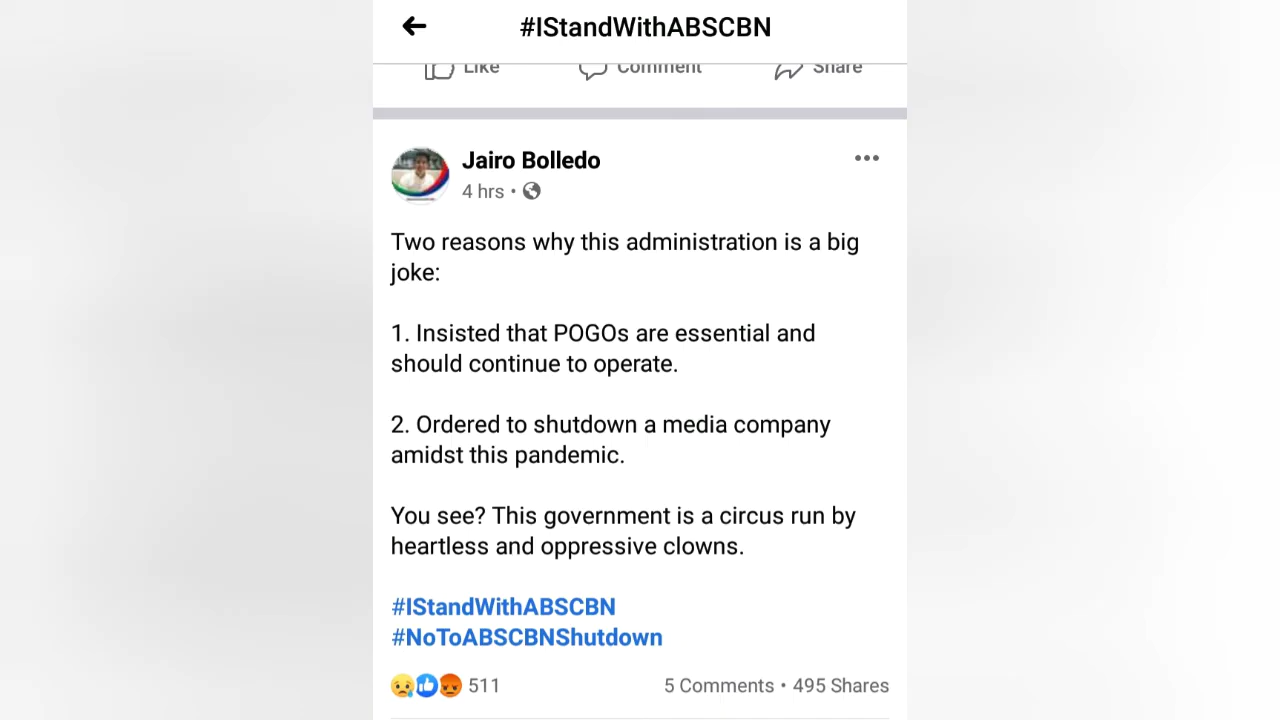 #IStandWithABSCBN
Like Comment Share
Jairo Bolledo
4 hrs •
Two reasons why this administration is a big
joke:
1. Insisted that POGOs are essential and
should continue to operate.
2. Ordered to shutdown a media company
amidst this pandemic.
You see? This government is a circus run by
heartless and oppressive clowns.
#IStandWithABSCBN
#NoToABSCBNShutdown
511 5 Comments • 495 Shares